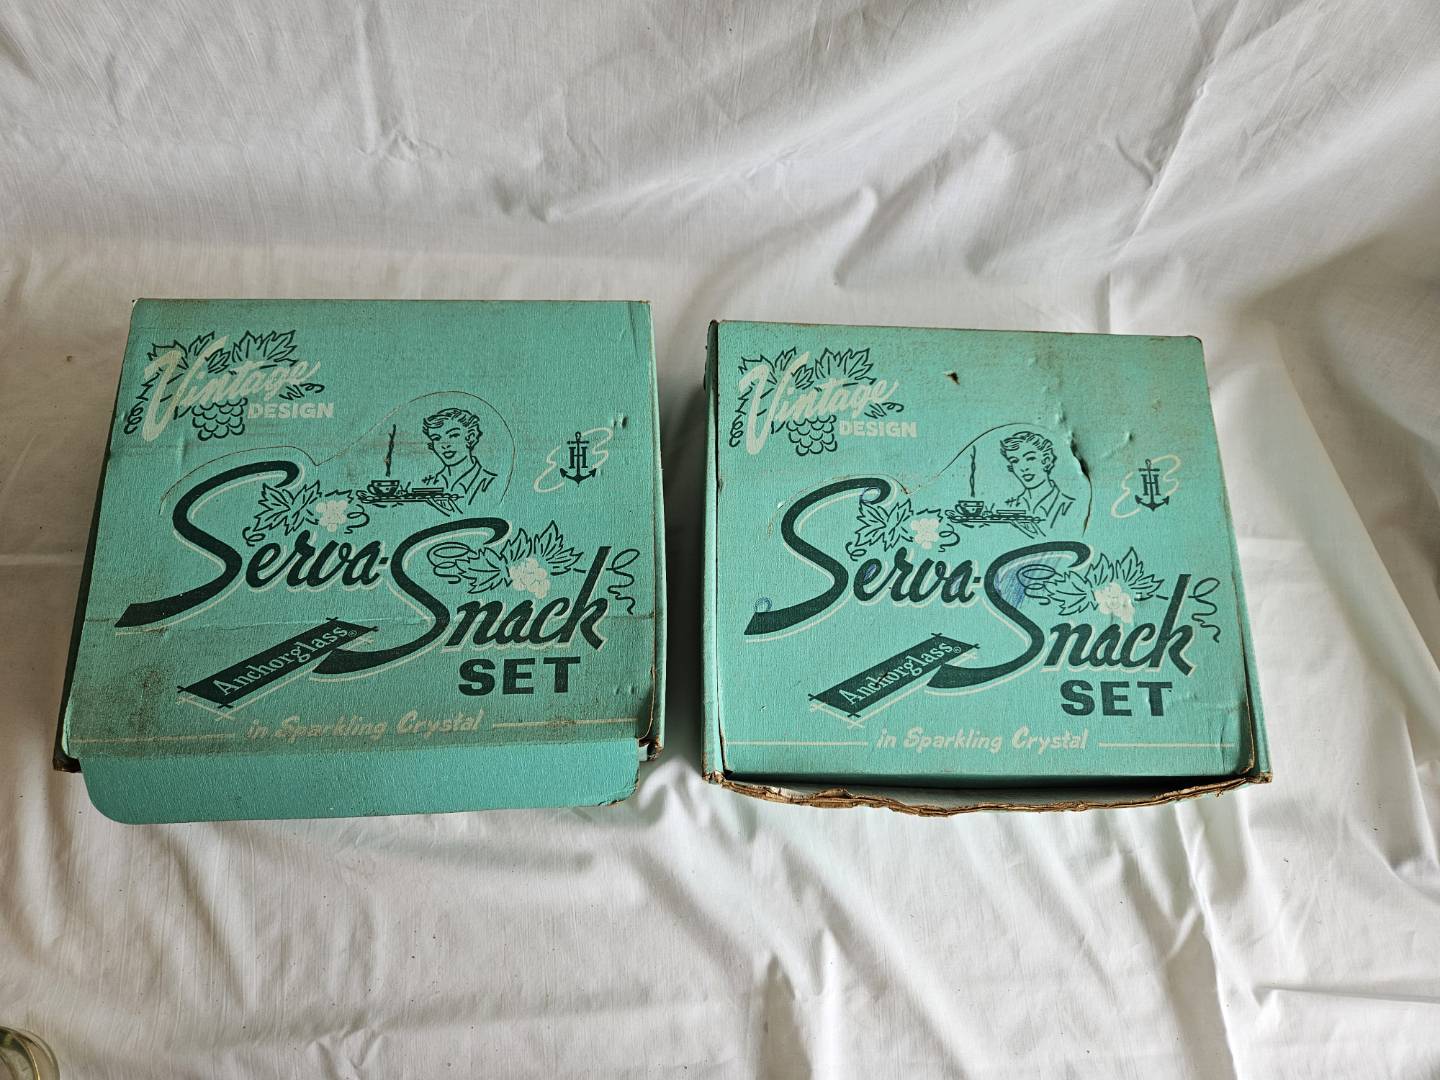 Vintage
DESIGN
H
Serva-Snack
Anchorglass®
SET
in Sparkling Crystal
Vintage
DESIGN
H
Serva-Snack
Anchorglass®
SET
in Sparkling Crystal